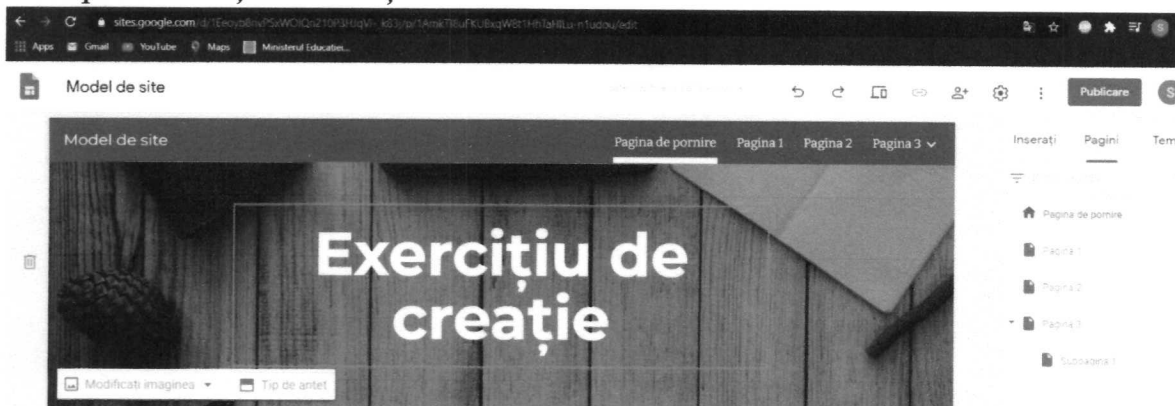 sites.google.com
Apps Gmail YouTube Maps Ministerul Educatiei...
Model de site
Publicare
S
Model de site
Pagina de pornire Pagina 1 Pagina 2 Pagina 3
Inserați Pagini Tem
Pagina de pornire
Pagina 1
Pagina 2
Pagina 3
Subpagina 1
Exercițiu de
creație
Modificați imaginea Tip de antet